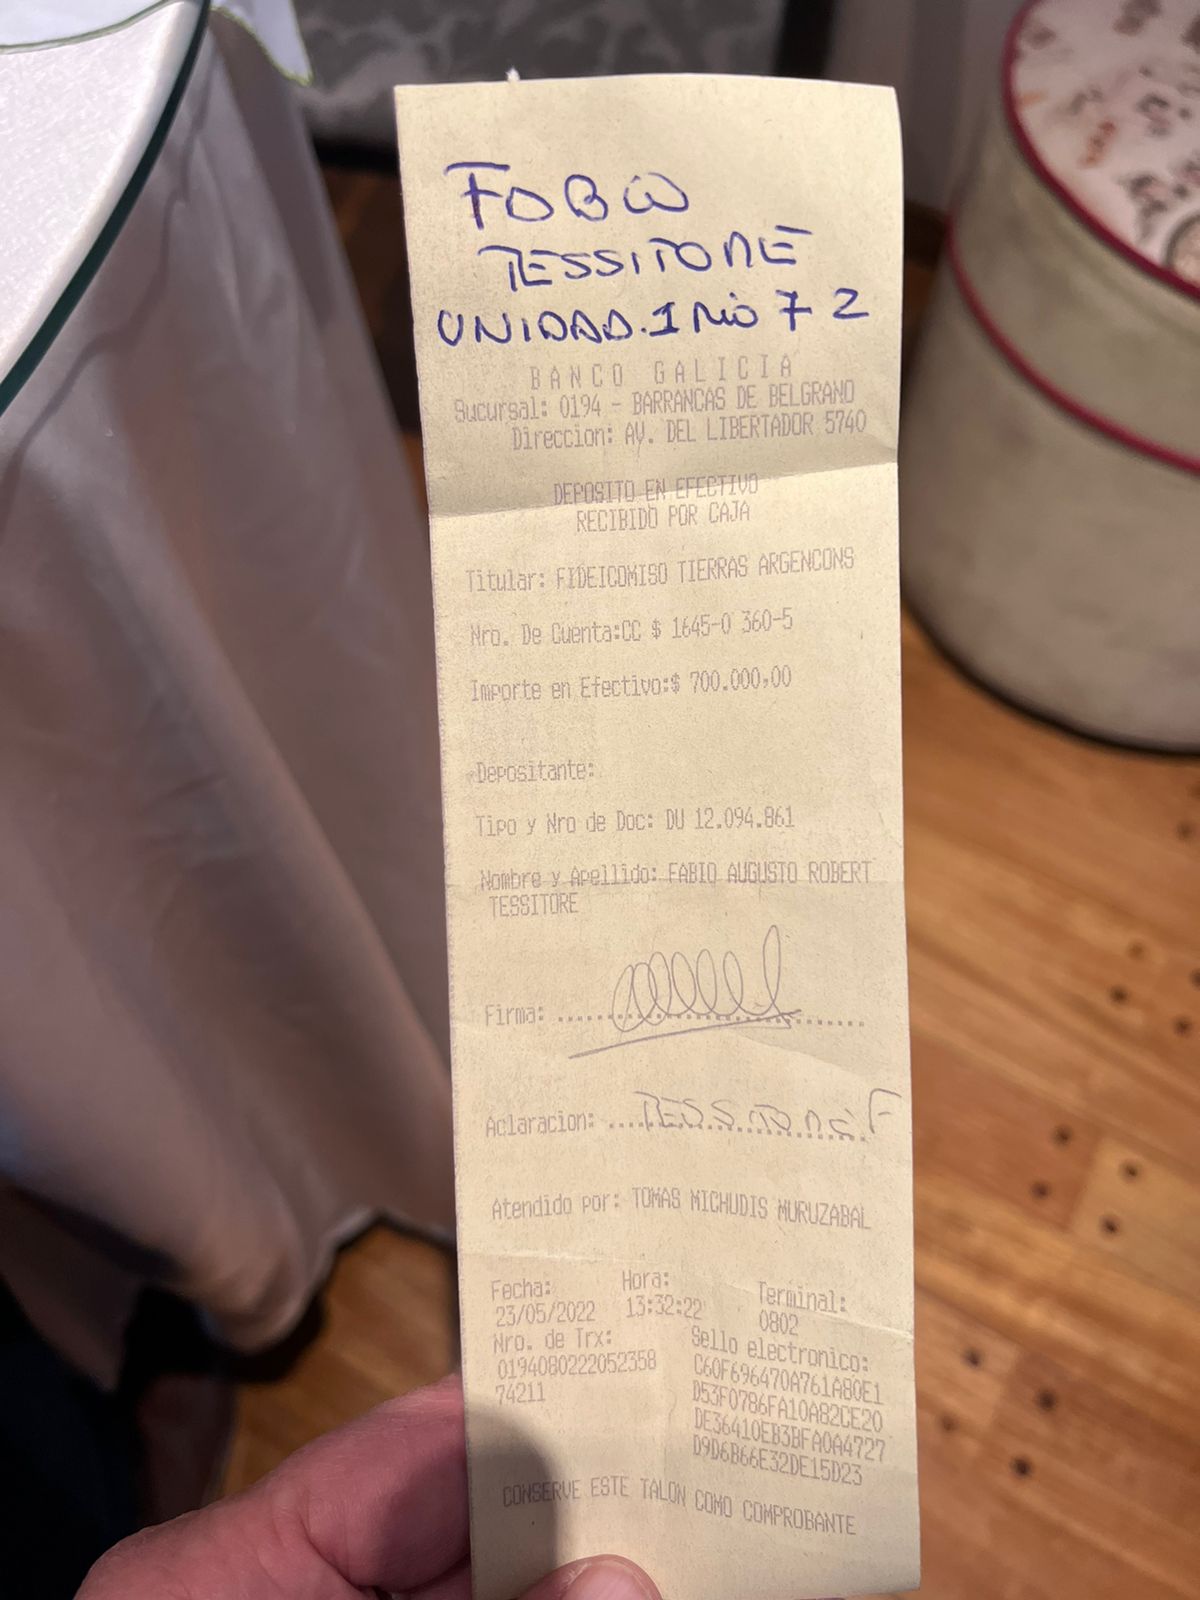 FABIO
TESSITORE
UNIDAD.1 RIO 7 2
BANCO GALICIA
Sucursal: 0194 - BARRANCAS DE BELGRANO
Direccion: AV. DEL LIBERTADOR 5740
DEPOSITO EN EFECTIVO
RECIBIDO POR CAJA
Titular: FIDEICOMISO TIERRAS ARGENCONS
Nro. De Cuenta:CC $ 1645-0 360-5
Importe en Efectivo:$ 700.000,00
Depositante:
Tipo y Nro de Doc: DU 12.094.861
Nombre y Apellido: FABIO AUGUSTO ROBERT
TESSITORE
Firma:
Aclaracion: TESSITORE F
Atendido por: TOMAS MICHUDIS MURUZABAL
Fecha: Hora: Terminal:
23/05/2022 13:32:22 0802
Nro. de Trx: Sello electronico:
0194080222052358 C60F696470A761A80E1
74211 D53F0786FA10A82CE20
DE36410EB3BFA0A4727
D9D6B66E32DE15D23
CONSERVE ESTE TALON COMO COMPROBANTE